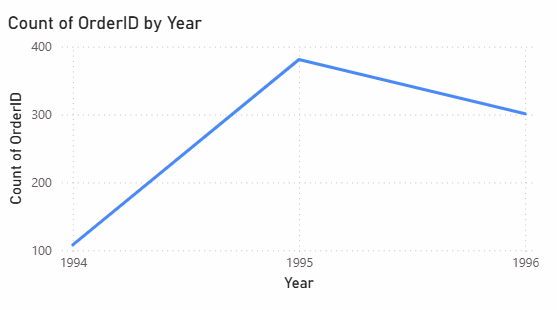 Count of OrderID by Year
400
300
200
100
Count of OrderID
1994 1995 1996
Year